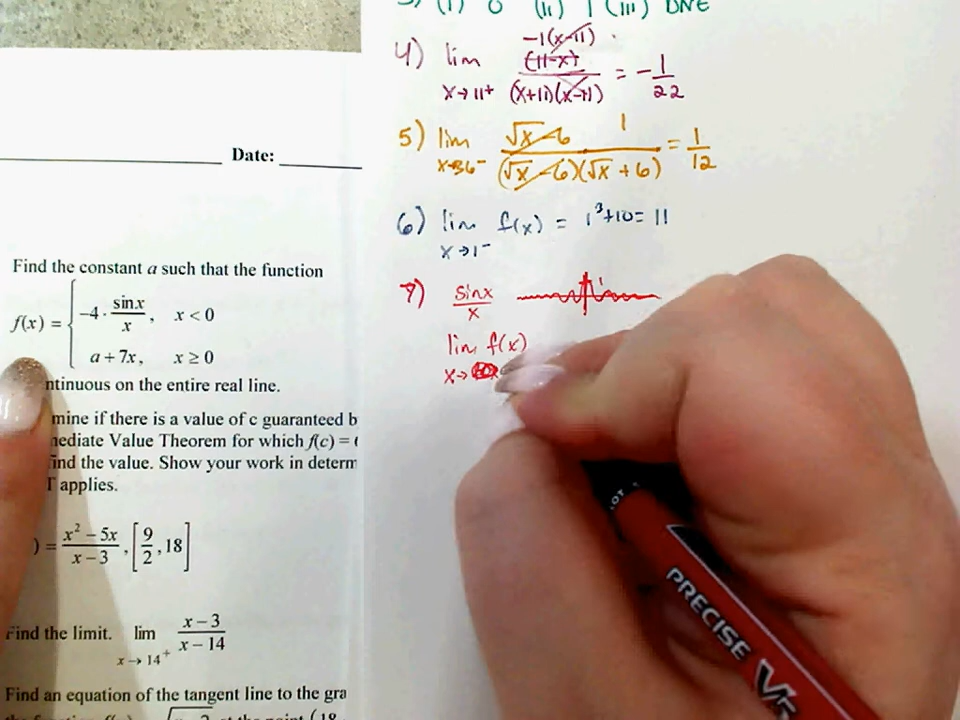 3) (i) 0 (ii) 1 (iii) DNE
4) lim x→11+ -1(x-11) (11-x) / (x+11)(x-11) = -1/22
5) lim x→36- √x-6 1 / (√x-6)(√x+6) = 1/12
6) lim x→1- f(x) = 1³+10 = 11
7) sinx/x
lim f(x)
x→
Date:
Find the constant a such that the function
f(x) = { -4 · sinx/x, x < 0
a + 7x, x ≥ 0
ntinuous on the entire real line.
mine if there is a value of c guaranteed b
nediate Value Theorem for which f(c) = 
ind the value. Show your work in determ
T applies.
) = x² - 5x / x - 3, [9/2, 18]
Find the limit. lim x→14+ x - 3 / x - 14
Find an equation of the tangent line to the gra
at the point (18
PRECISE V5